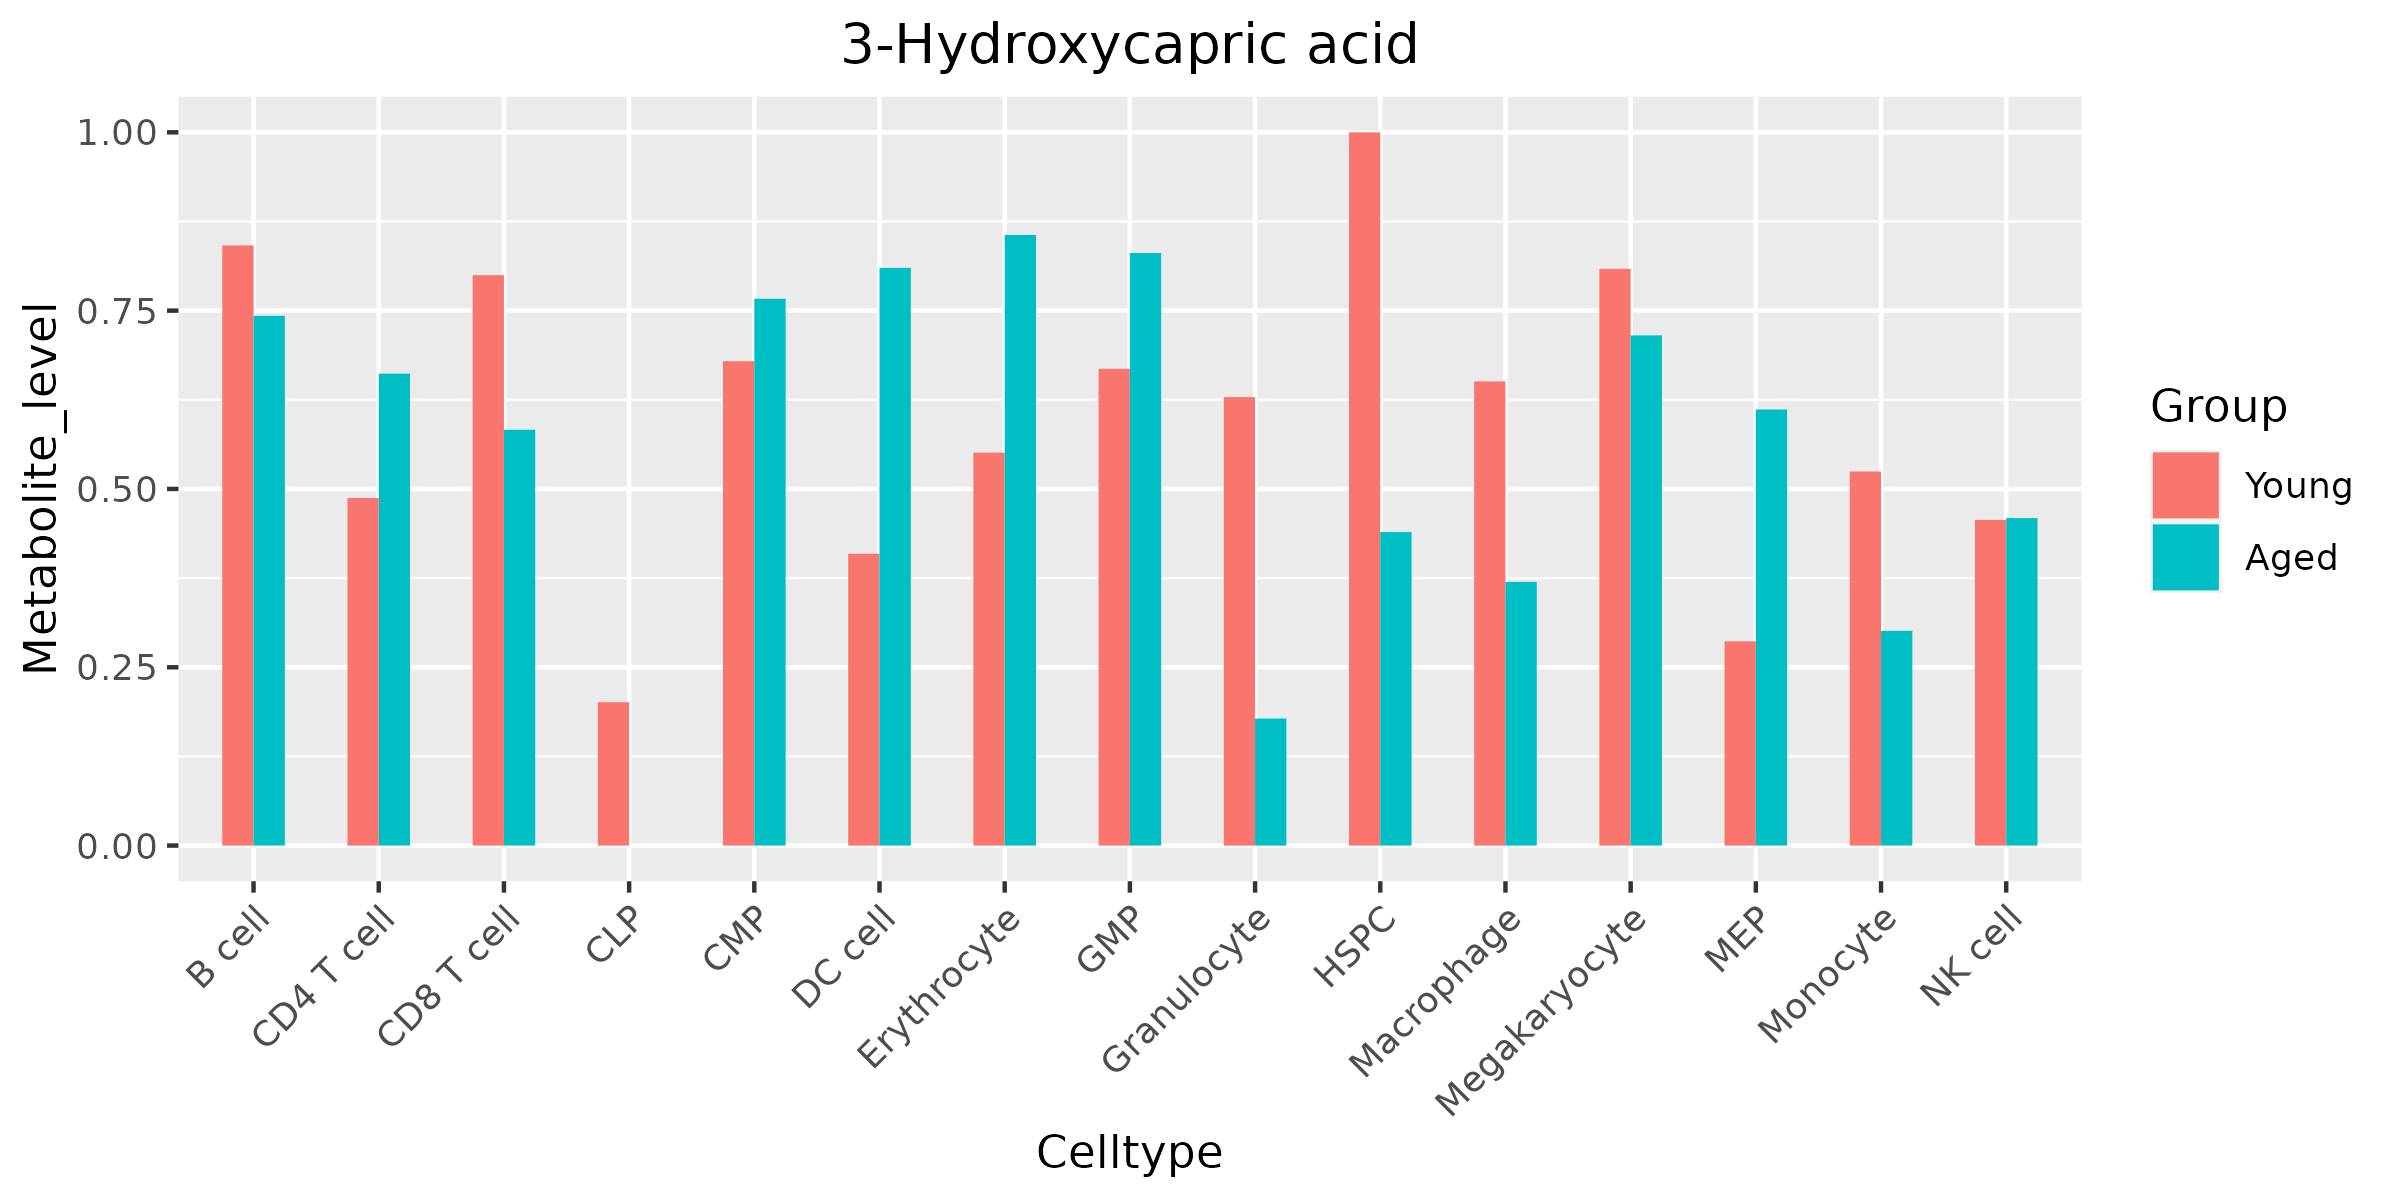 3-Hydroxycapric acid
Metabolite_level
1.00
0.75
0.50
0.25
0.00
B cell
CD4 T cell
CD8 T cell
CLP
CMP
DC cell
Erythrocyte
GMP
Granulocyte
HSPC
Macrophage
Megakaryocyte
MEP
Monocyte
NK cell
Celltype
Group
Young
Aged